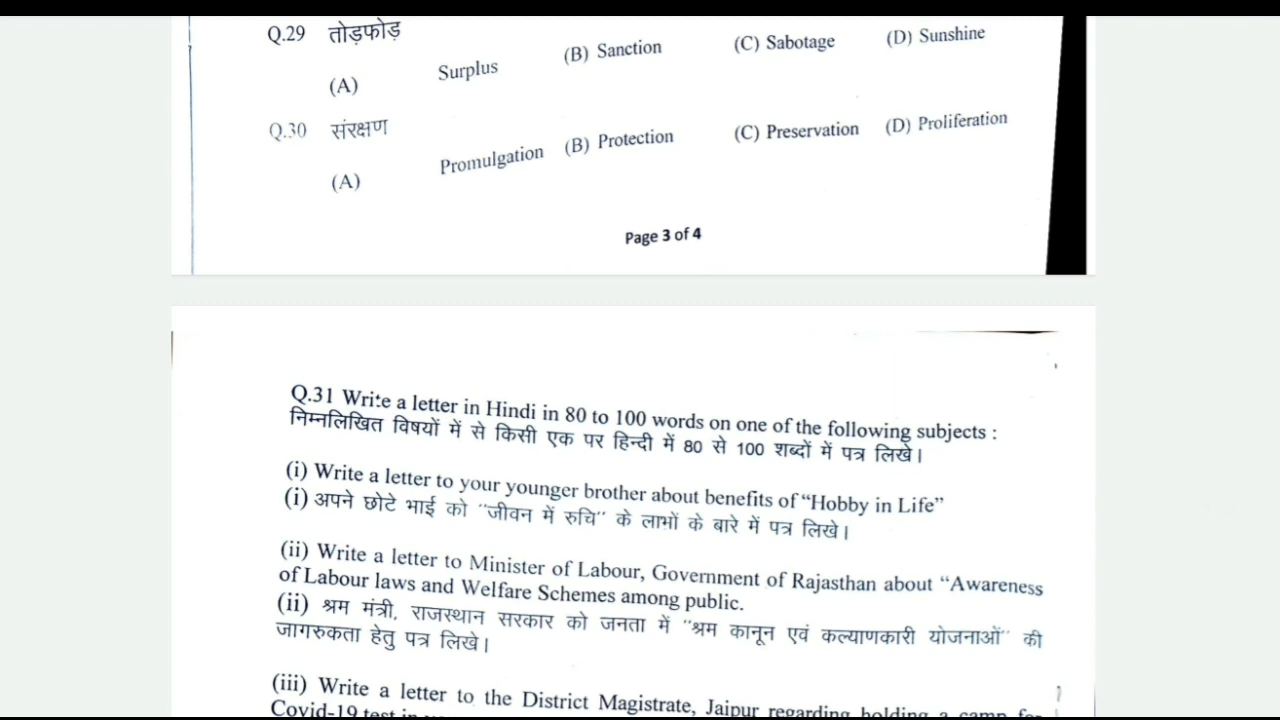 Q.29 तोड़फोड़
(A) Surplus (B) Sanction (C) Sabotage (D) Sunshine
Q.30 संरक्षण
(A) Promulgation (B) Protection (C) Preservation (D) Proliferation
Page 3 of 4
Q.31 Write a letter in Hindi in 80 to 100 words on one of the following subjects :
निम्नलिखित विषयों में से किसी एक पर हिन्दी में 80 से 100 शब्दों में पत्र लिखे।
(i) Write a letter to your younger brother about benefits of “Hobby in Life”
(i) अपने छोटे भाई को ‘‘जीवन में रुचि’’ के लाभों के बारे में पत्र लिखे।
(ii) Write a letter to Minister of Labour, Government of Rajasthan about “Awareness
of Labour laws and Welfare Schemes among public.
(ii) श्रम मंत्री, राजस्थान सरकार को जनता में ‘‘श्रम कानून एवं कल्याणकारी योजनाओं’’ की
जागरुकता हेतु पत्र लिखे।
(iii) Write a letter to the District Magistrate, Jaipur regarding holding a camp for
Covid-19 test in